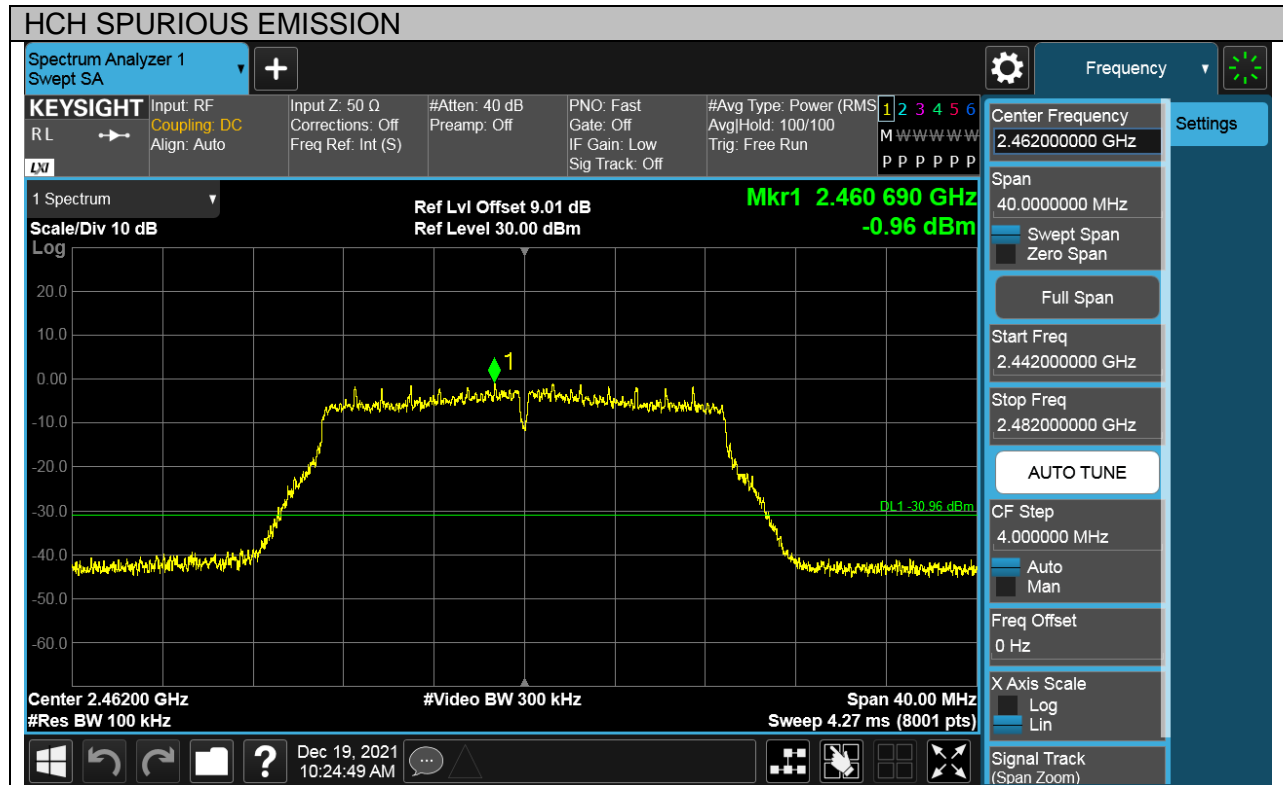 HCH SPURIOUS EMISSION
Spectrum Analyzer 1
Swept SA
Frequency
KEYSIGHT
R L
LXI
Input: RF
Coupling: DC
Align: Auto
Input Z: 50 Ω
Corrections: Off
Freq Ref: Int (S)
#Atten: 40 dB
Preamp: Off
PNO: Fast
Gate: Off
IF Gain: Low
Sig Track: Off
#Avg Type: Power (RMS
Avg|Hold: 100/100
Trig: Free Run
1 2 3 4 5 6
M W W W W W
P P P P P P
1 Spectrum
Scale/Div 10 dB
Log
Ref Lvl Offset 9.01 dB
Ref Level 30.00 dBm
Mkr1 2.460 690 GHz
-0.96 dBm
20.0
10.0
0.00
-10.0
-20.0
-30.0
-40.0
-50.0
-60.0
1
DL1 -30.96 dBm
Center 2.46200 GHz
#Res BW 100 kHz
#Video BW 300 kHz
Span 40.00 MHz
Sweep 4.27 ms (8001 pts)
Dec 19, 2021
10:24:49 AM
Center Frequency
2.462000000 GHz
Settings
Span
40.0000000 MHz
Swept Span
Zero Span
Full Span
Start Freq
2.442000000 GHz
Stop Freq
2.482000000 GHz
AUTO TUNE
CF Step
4.000000 MHz
Auto
Man
Freq Offset
0 Hz
X Axis Scale
Log
Lin
Signal Track
(Span Zoom)